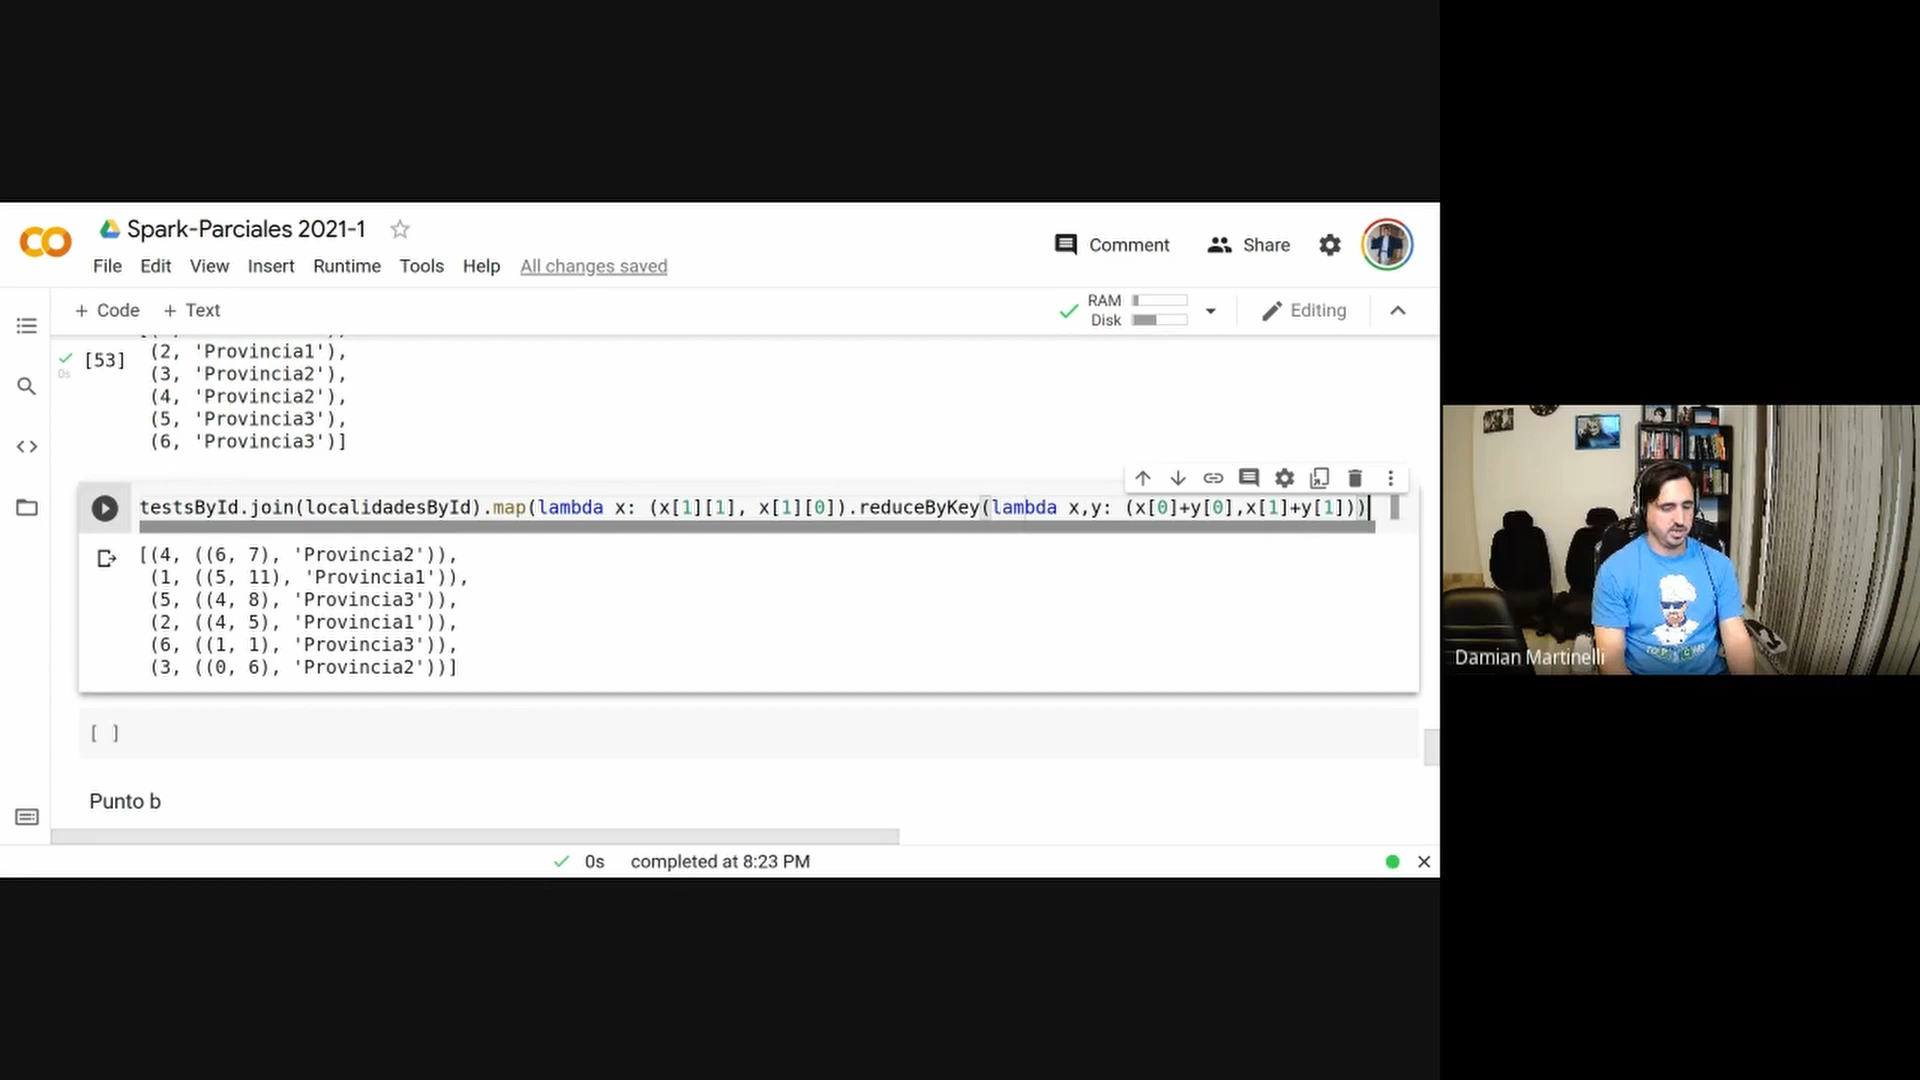 Spark-Parciales 2021-1
Comment
Share
File Edit View Insert Runtime Tools Help All changes saved
+ Code + Text
RAM
Disk
Editing
[53]
0s
(2, 'Provincia1'),
(3, 'Provincia2'),
(4, 'Provincia2'),
(5, 'Provincia3'),
(6, 'Provincia3')]
testsById.join(localidadesById).map(lambda x: (x[1][1], x[1][0]).reduceByKey(lambda x,y: (x[0]+y[0],x[1]+y[1]))
[(4, ((6, 7), 'Provincia2')),
(1, ((5, 11), 'Provincia1')),
(5, ((4, 8), 'Provincia3')),
(2, ((4, 5), 'Provincia1')),
(6, ((1, 1), 'Provincia3')),
(3, ((0, 6), 'Provincia2'))]
[ ]
Punto b
0s completed at 8:23 PM
Damian Martinelli